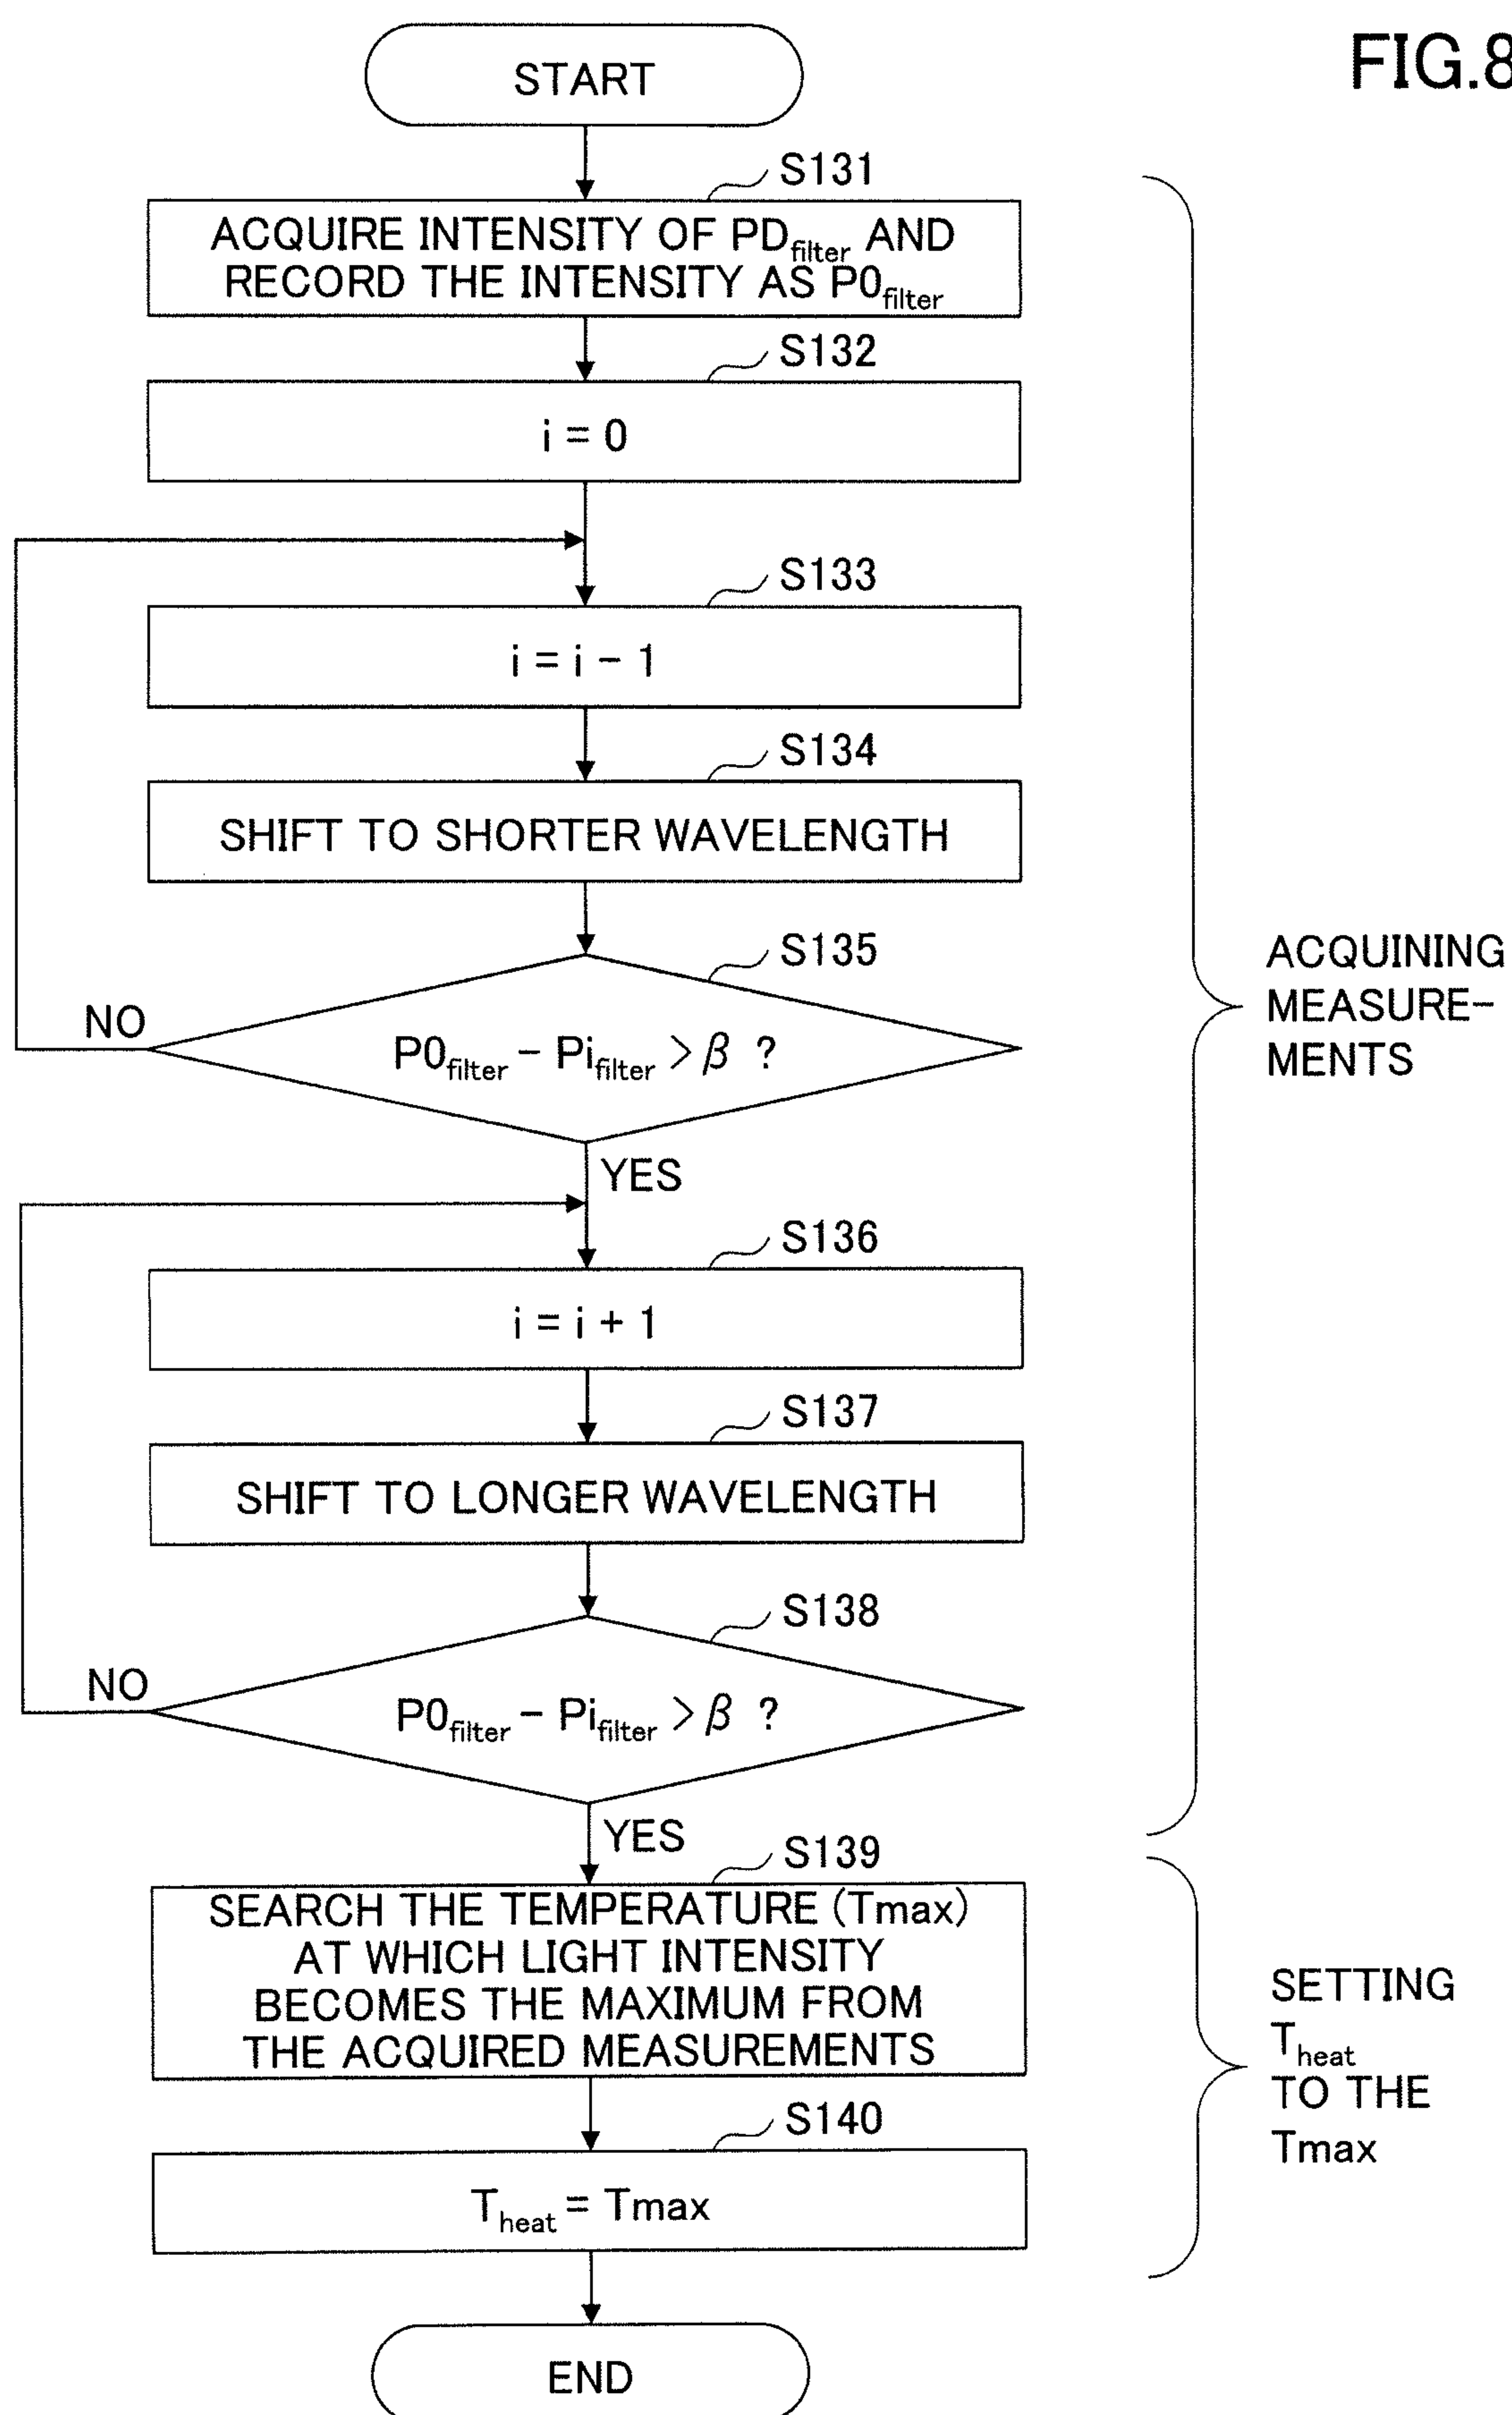 FIG.8
START
S131
ACQUIRE INTENSITY OF PDfilter AND
RECORD THE INTENSITY AS P0filter
S132
i = 0
S133
i = i - 1
S134
SHIFT TO SHORTER WAVELENGTH
S135
NO
P0filter - Pifilter > β ?
YES
S136
i = i + 1
S137
SHIFT TO LONGER WAVELENGTH
S138
NO
P0filter - Pifilter > β ?
YES
ACQUINING
MEASURE-
MENTS
S139
SEARCH THE TEMPERATURE (Tmax)
AT WHICH LIGHT INTENSITY
BECOMES THE MAXIMUM FROM
THE ACQUIRED MEASUREMENTS
S140
Theat = Tmax
SETTING
Theat
TO THE
Tmax
END